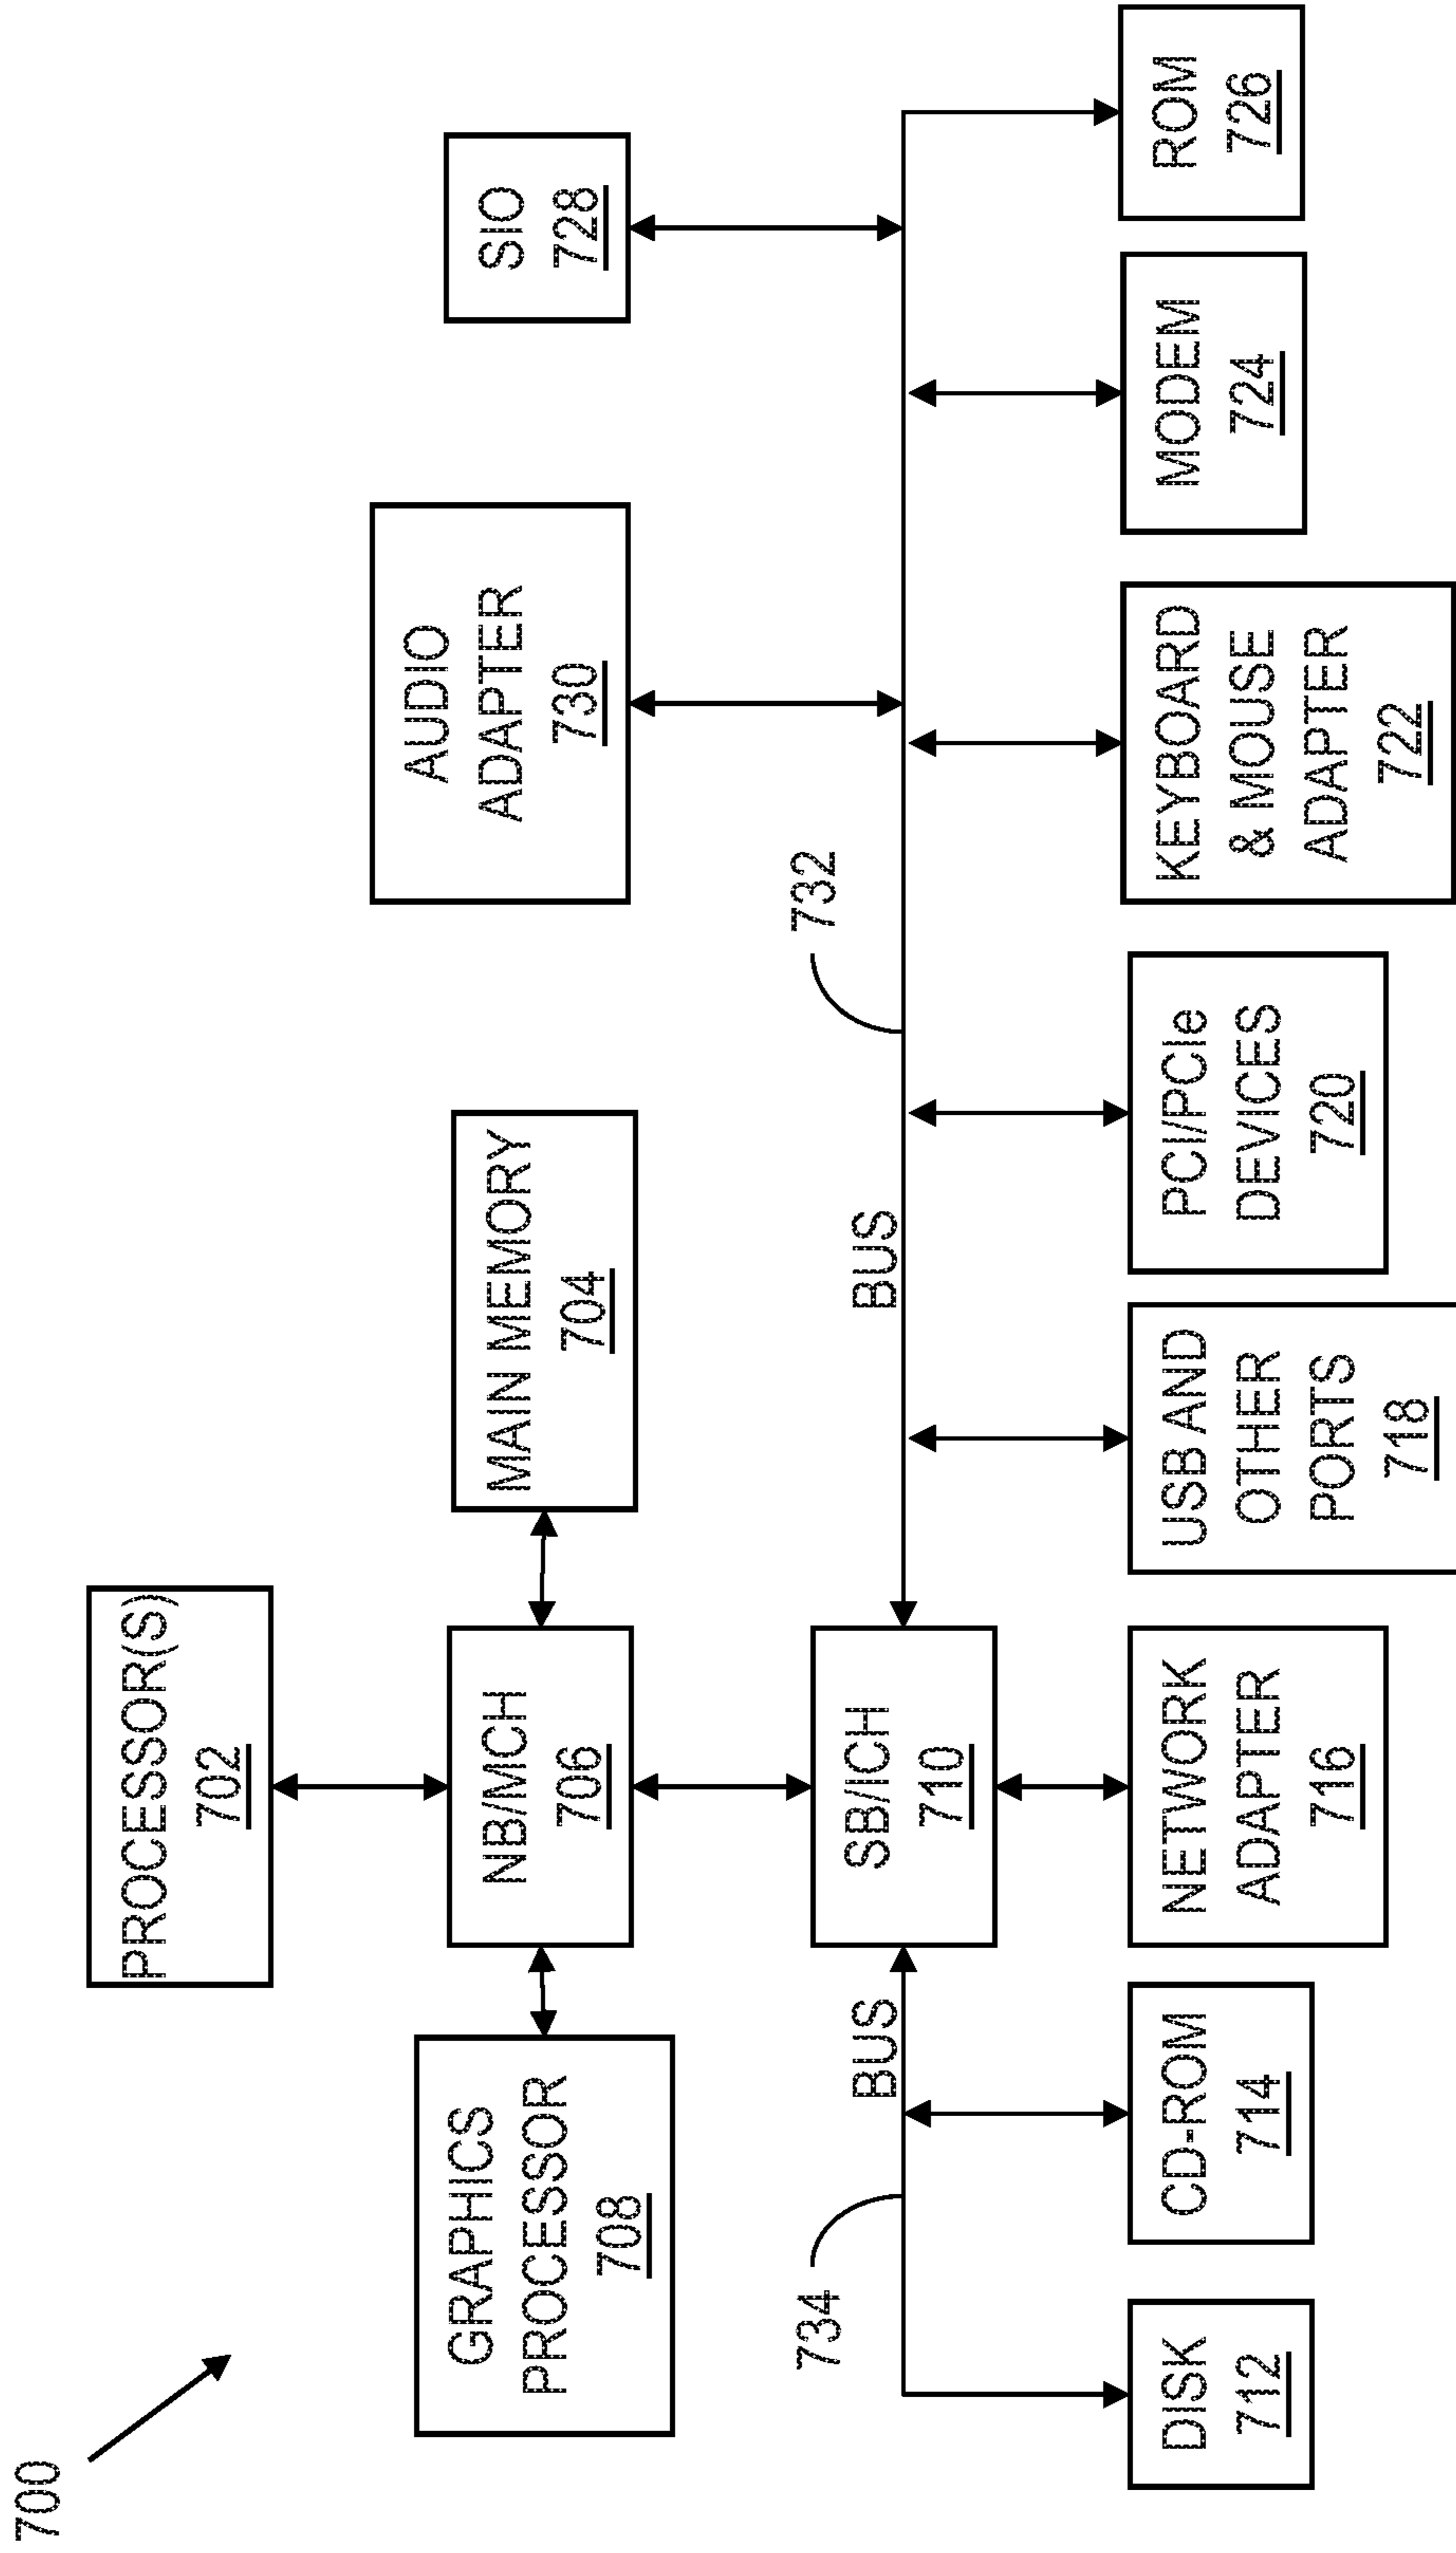 700
PROCESSOR(S)
702
GRAPHICS
PROCESSOR
708
NB/MCH
706
MAIN MEMORY
704
AUDIO
ADAPTER
730
SIO
728
734
BUS
SB/ICH
710
BUS
732
DISK
712
CD-ROM
714
NETWORK
ADAPTER
716
USB AND
OTHER
PORTS
718
PCI/PCIe
DEVICES
720
KEYBOARD
& MOUSE
ADAPTER
722
MODEM
724
ROM
726